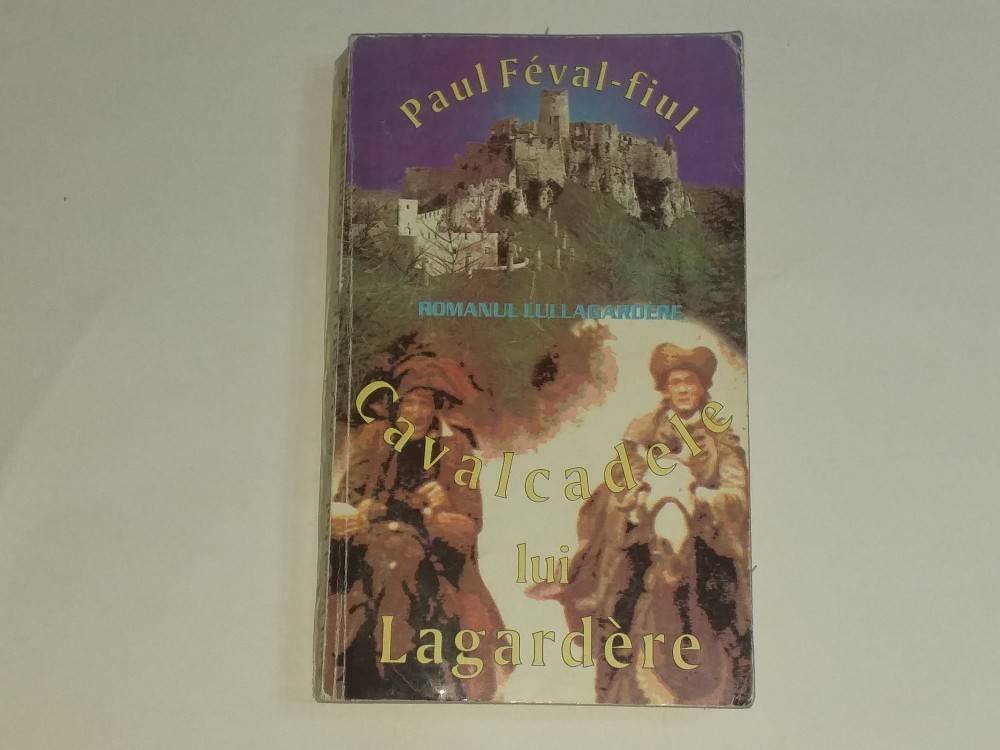 Paul Féval-fiul
ROMANUL LUI LAGARDÈRE
Cavalcadele
lui
Lagardère